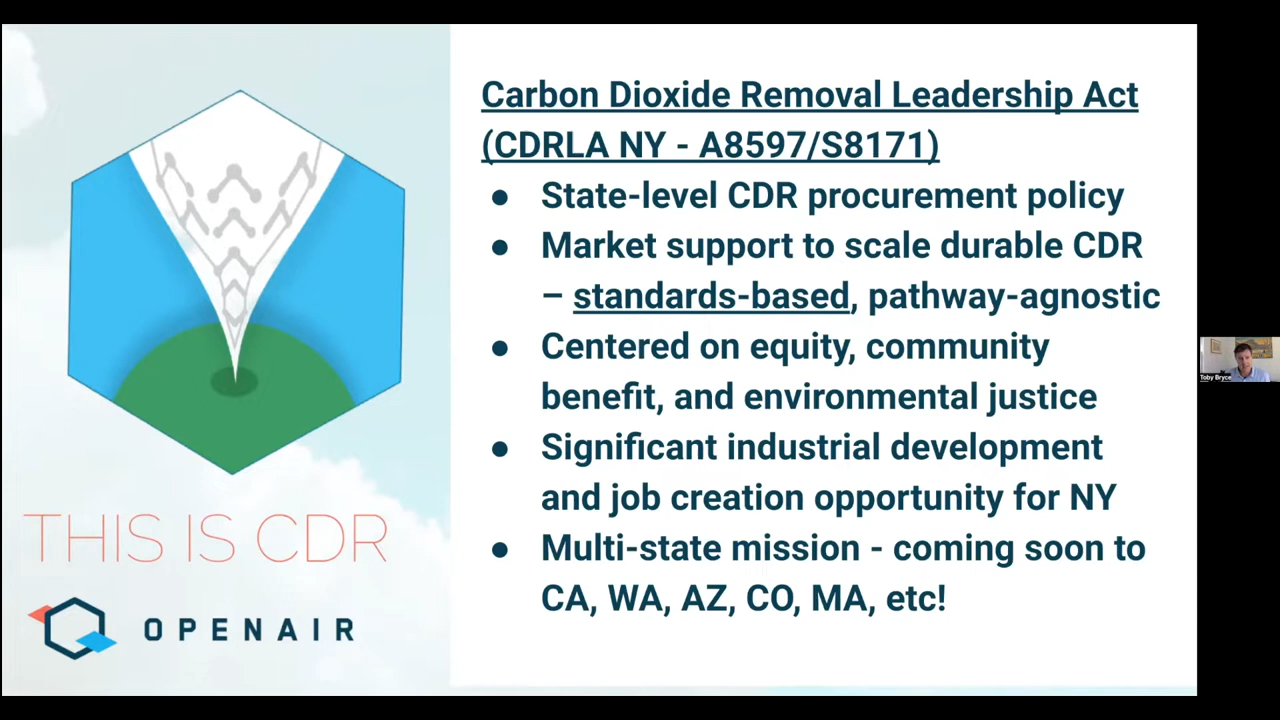 Carbon Dioxide Removal Leadership Act
(CDRLA NY - A8597/S8171)
● State-level CDR procurement policy
● Market support to scale durable CDR
– standards-based, pathway-agnostic
● Centered on equity, community
benefit, and environmental justice
● Significant industrial development
and job creation opportunity for NY
● Multi-state mission - coming soon to
CA, WA, AZ, CO, MA, etc!
THIS IS CDR
OPENAIR
Toby Bryce